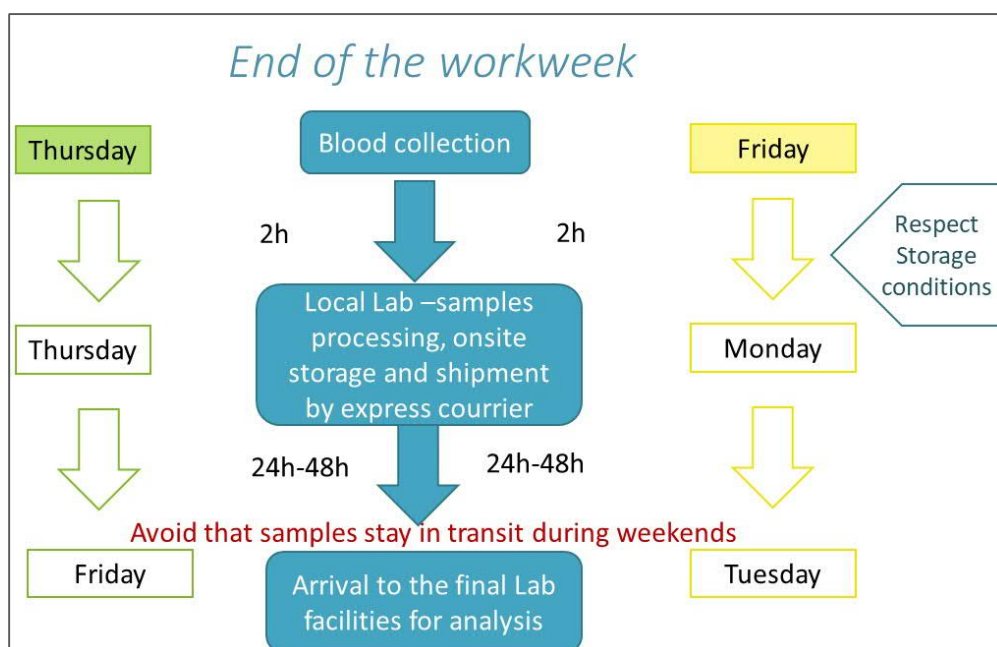 End of the workweek
Thursday
Blood collection
Friday
2h
2h
Respect
Storage
conditions
Thursday
Local Lab –samples
processing, onsite
storage and shipment
by express courrier
Monday
24h-48h
24h-48h
Avoid that samples stay in transit during weekends
Friday
Arrival to the final Lab
facilities for analysis
Tuesday